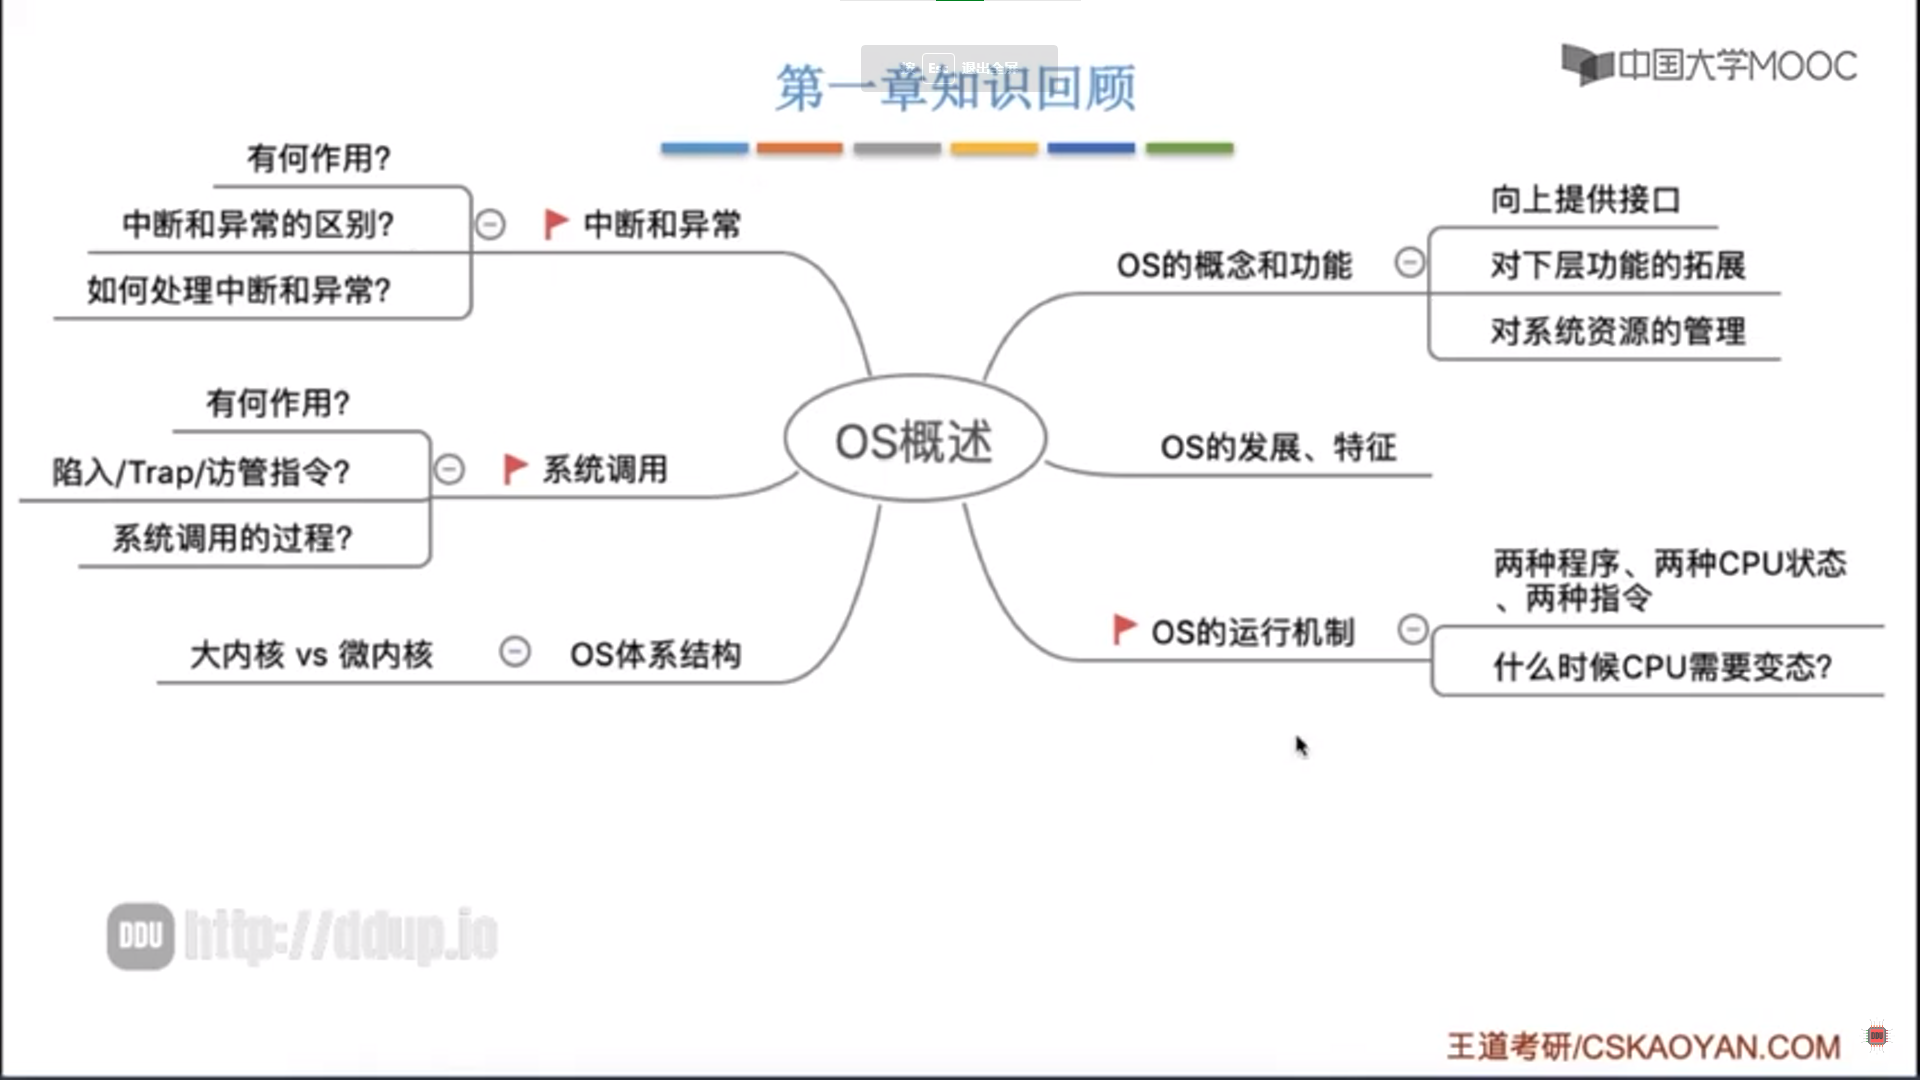 Esc 退出全屏
第一章知识回顾
中国大学MOOC
有何作用?
中断和异常的区别?
如何处理中断和异常?
中断和异常
有何作用?
陷入/Trap/访管指令?
系统调用的过程?
系统调用
大内核 vs 微内核
OS体系结构
OS概述
OS的概念和功能
向上提供接口
对下层功能的拓展
对系统资源的管理
OS的发展、特征
OS的运行机制
两种程序、两种CPU状态
、两种指令
什么时候CPU需要变态?
DDU http://ddup.io
王道考研/CSKAOYAN.COM